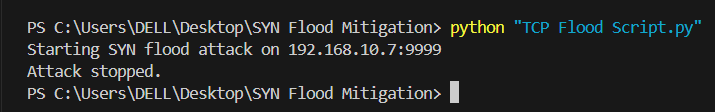 PS C:\Users\DELL\Desktop\SYN Flood Mitigation> python "TCP Flood Script.py"
Starting SYN flood attack on 192.168.10.7:9999
Attack stopped.
PS C:\Users\DELL\Desktop\SYN Flood Mitigation>